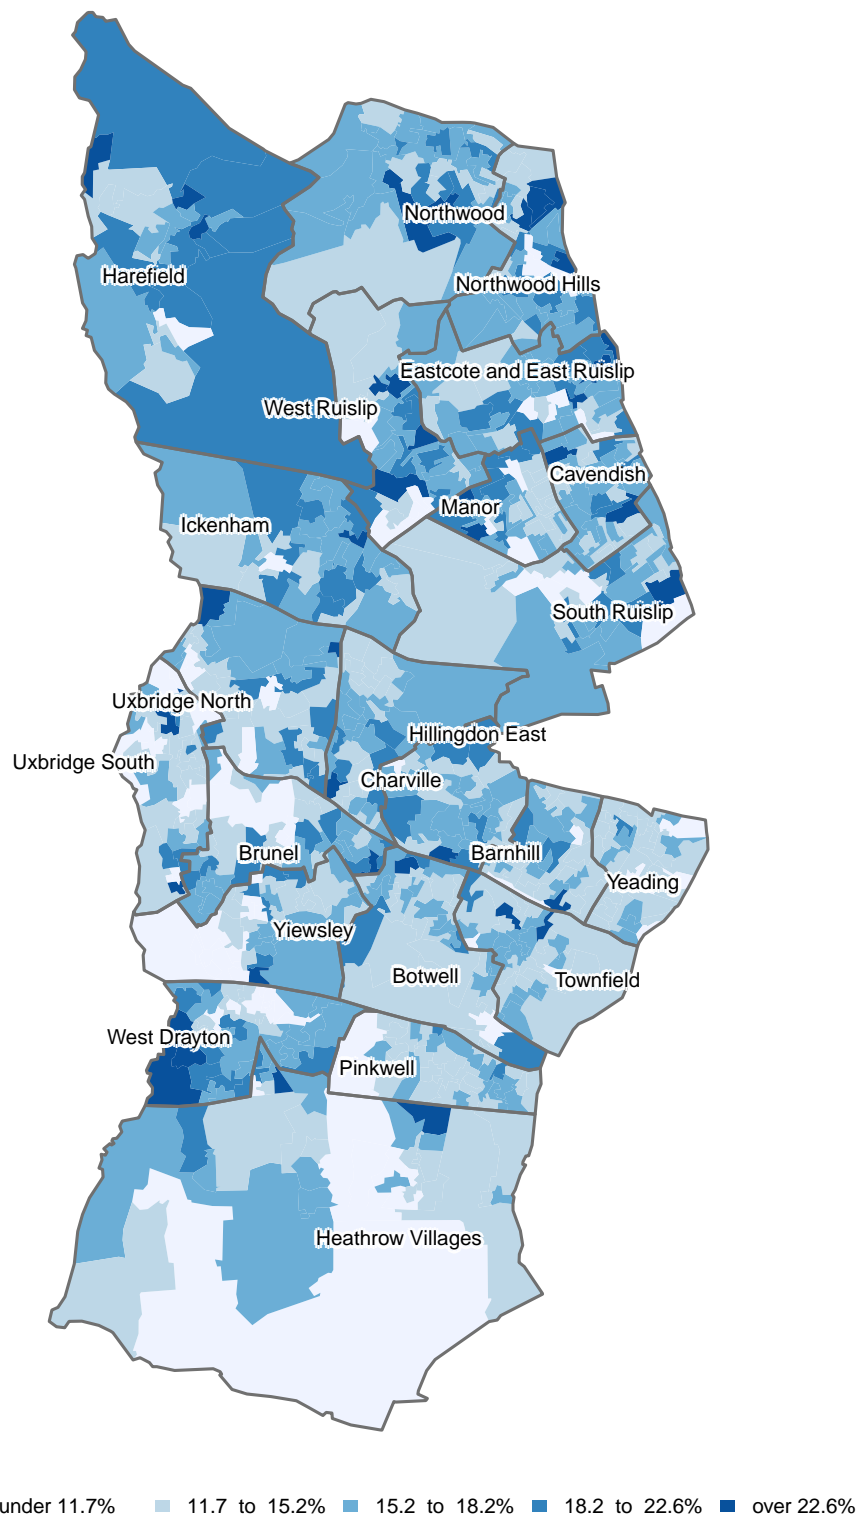 Northwood
Harefield
Northwood Hills
Eastcote and East Ruislip
West Ruislip
Cavendish
Manor
Ickenham
South Ruislip
Uxbridge North
Hillingdon East
Uxbridge South
Charville
Brunel
Barnhill
Yeading
Yiewsley
Botwell
Townfield
West Drayton
Pinkwell
Heathrow Villages
under 11.7% 11.7 to 15.2% 15.2 to 18.2% 18.2 to 22.6% over 22.6%